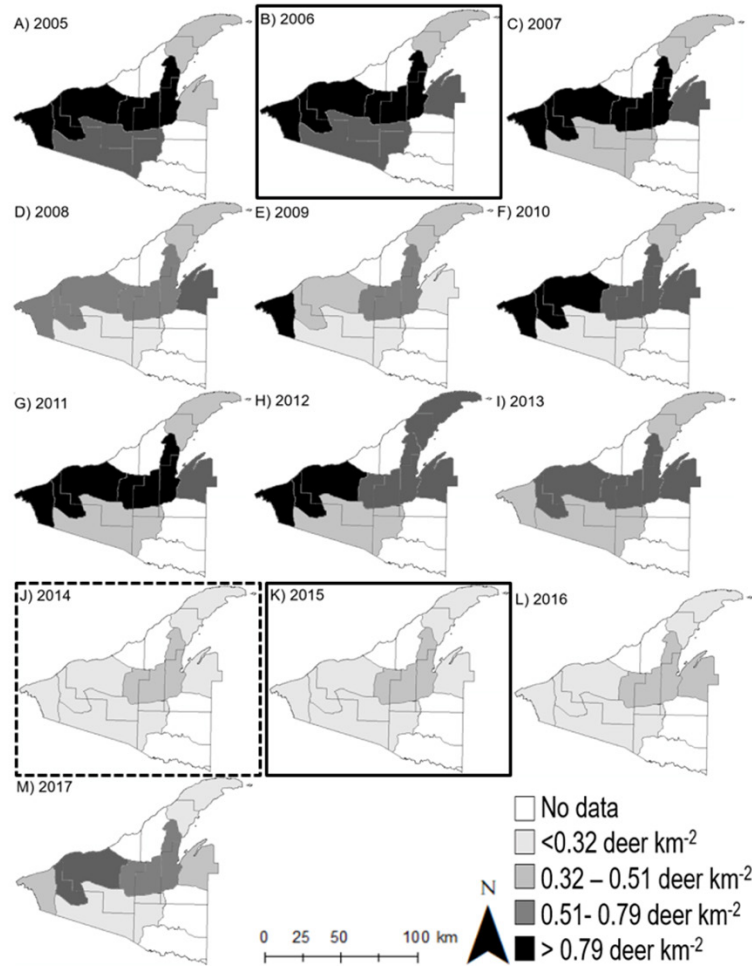 A) 2005
B) 2006
C) 2007
D) 2008
E) 2009
F) 2010
G) 2011
H) 2012
I) 2013
J) 2014
K) 2015
L) 2016
M) 2017
No data
<0.32 deer km⁻²
0.32 – 0.51 deer km⁻²
0.51- 0.79 deer km⁻²
> 0.79 deer km⁻²
N
0 25 50 100 km